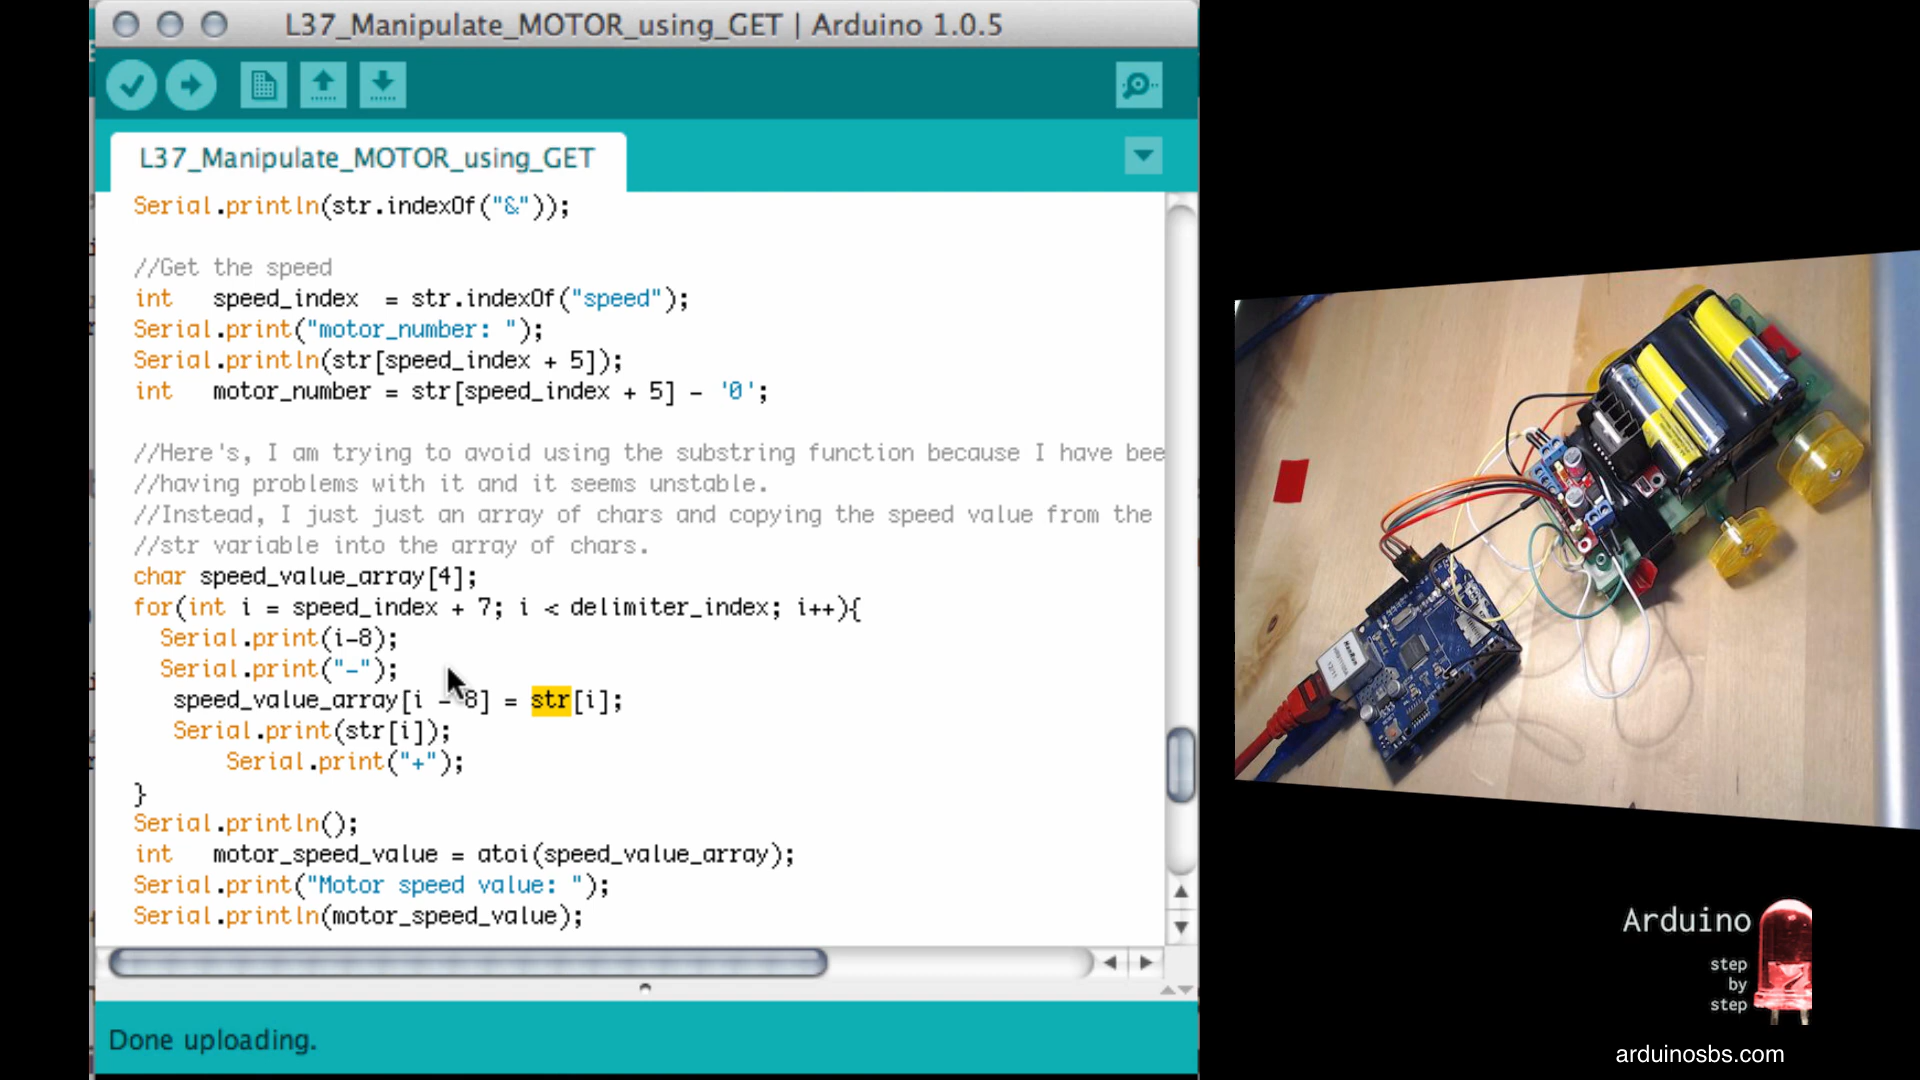 L37_Manipulate_MOTOR_using_GET | Arduino 1.0.5
L37_Manipulate_MOTOR_using_GET
Serial.println(str.indexOf("&"));
//Get the speed
int   speed_index  = str.indexOf("speed");
Serial.print("motor_number: ");
Serial.println(str[speed_index + 5]);
int   motor_number = str[speed_index + 5] - '0';
//Here's, I am trying to avoid using the substring function because I have bee
//having problems with it and it seems unstable.
//Instead, I just just an array of chars and copying the speed value from the
//str variable into the array of chars.
char speed_value_array[4];
for(int i = speed_index + 7; i < delimiter_index; i++){
Serial.print(i-8);
Serial.print("-");
speed_value_array[i - 8] = str[i];
Serial.print(str[i]);
Serial.print("+");
}
Serial.println();
int   motor_speed_value = atoi(speed_value_array);
Serial.print("Motor speed value: ");
Serial.println(motor_speed_value);
Done uploading.
Arduino
step
by
step
arduinosbs.com